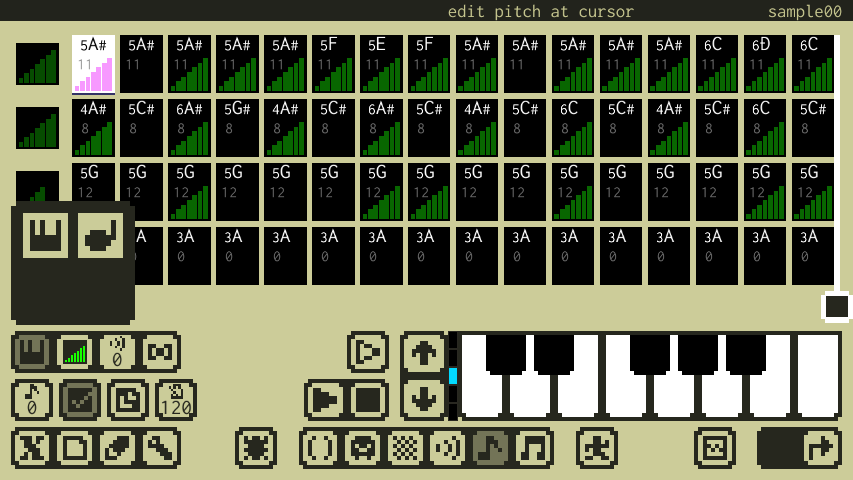 edit pitch at cursor sample00
5A# 5A# 5A# 5A# 5A# 5F 5E 5F 5A# 5A# 5A# 5A# 5A# 6C 6D 6C
11 11 11 11 11 11 11 11 11 11 11 11 11 11 11 11
4A# 5C# 6A# 5G# 4A# 5C# 6A# 5C# 4A# 5C# 6C 5C# 4A# 5C# 6C 5C#
8 8 8 8 8 8 8 8 8 8 8 8 8 8 8 8
5G 5G 5G 5G 5G 5G 5G 5G 5G 5G 5G 5G 5G 5G 5G 5G
12 12 12 12 12 12 12 12 12 12 12 12 12 12 12 12
A 3A 3A 3A 3A 3A 3A 3A 3A 3A 3A 3A 3A 3A 3A
0 0 0 0 0 0 0 0 0 0 0 0 0 0 0
0
0 120